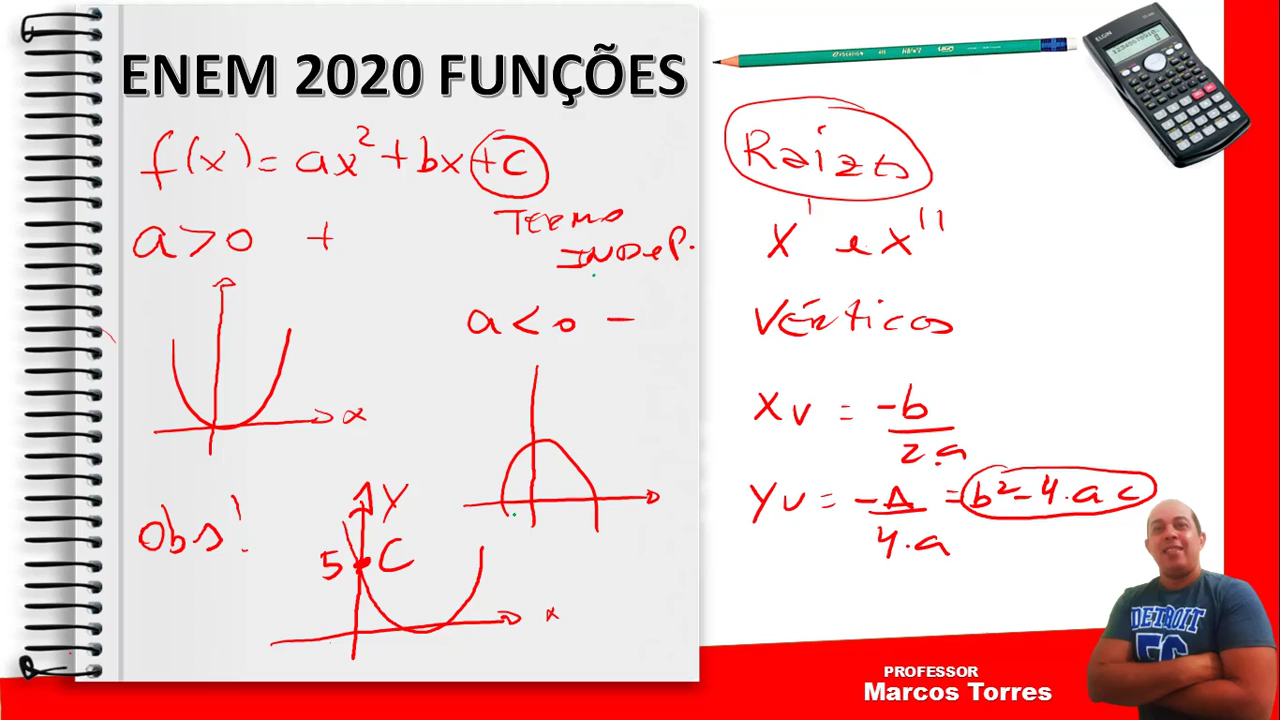 ENEM 2020 FUNÇÕES
f(x) = ax² + bx + c
TERMO
INDEP.
a > 0 +
a < 0 -
x
Obs!
Y
5 C
x
Raízes
x' e x''
Vértices
Xv = -b
2.a
Yv = -Δ = b² - 4.a c
4.a
ELGIN
DETROIT
PROFESSOR
Marcos Torres